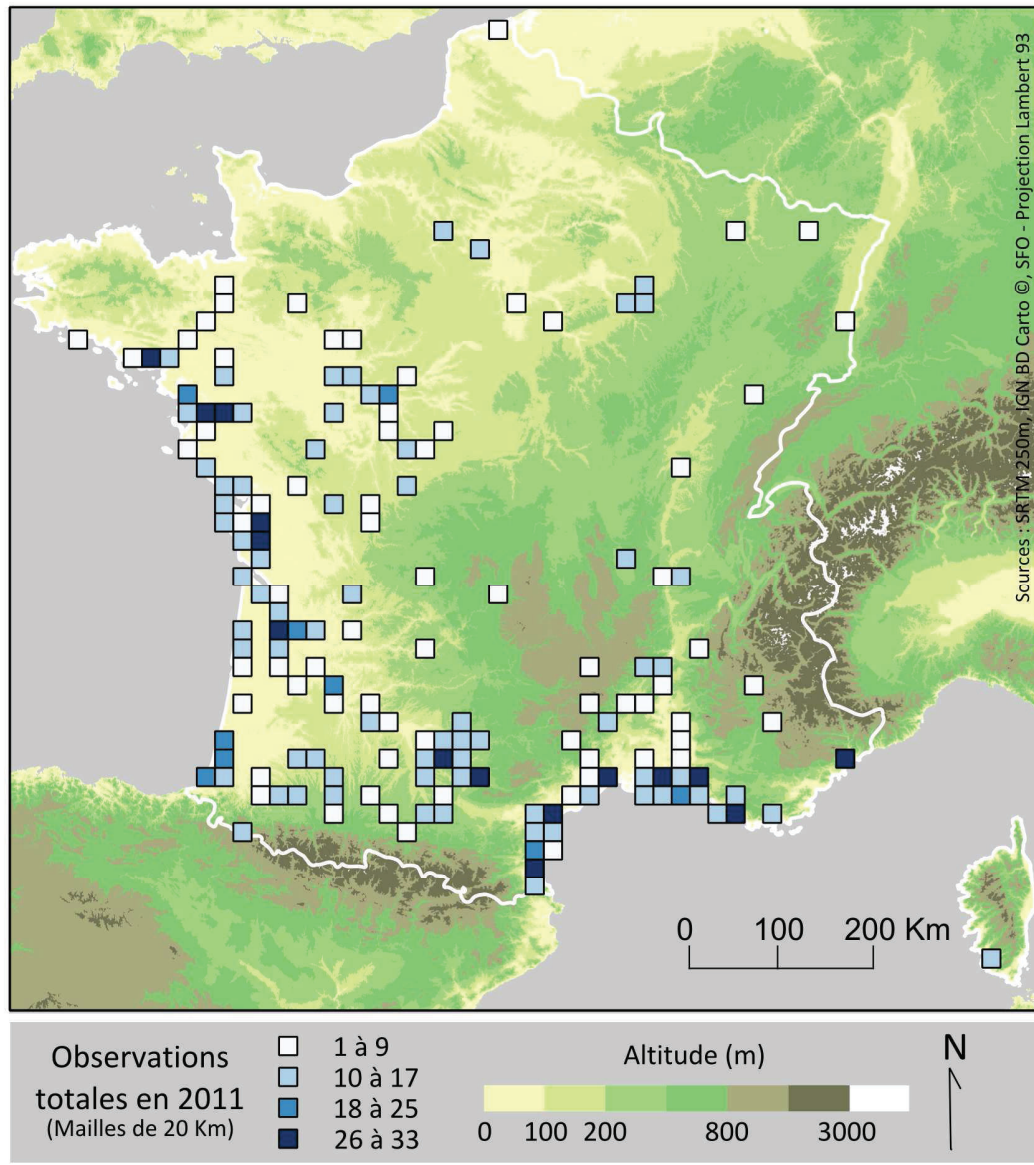 Sources : SRTM 250m, IGN BD Carto ©, SFO - Projection Lambert 93
0 100 200 Km
Observations
totales en 2011
(Mailles de 20 Km)
1 à 9
10 à 17
18 à 25
26 à 33
Altitude (m)
0 100 200 800 3000
N